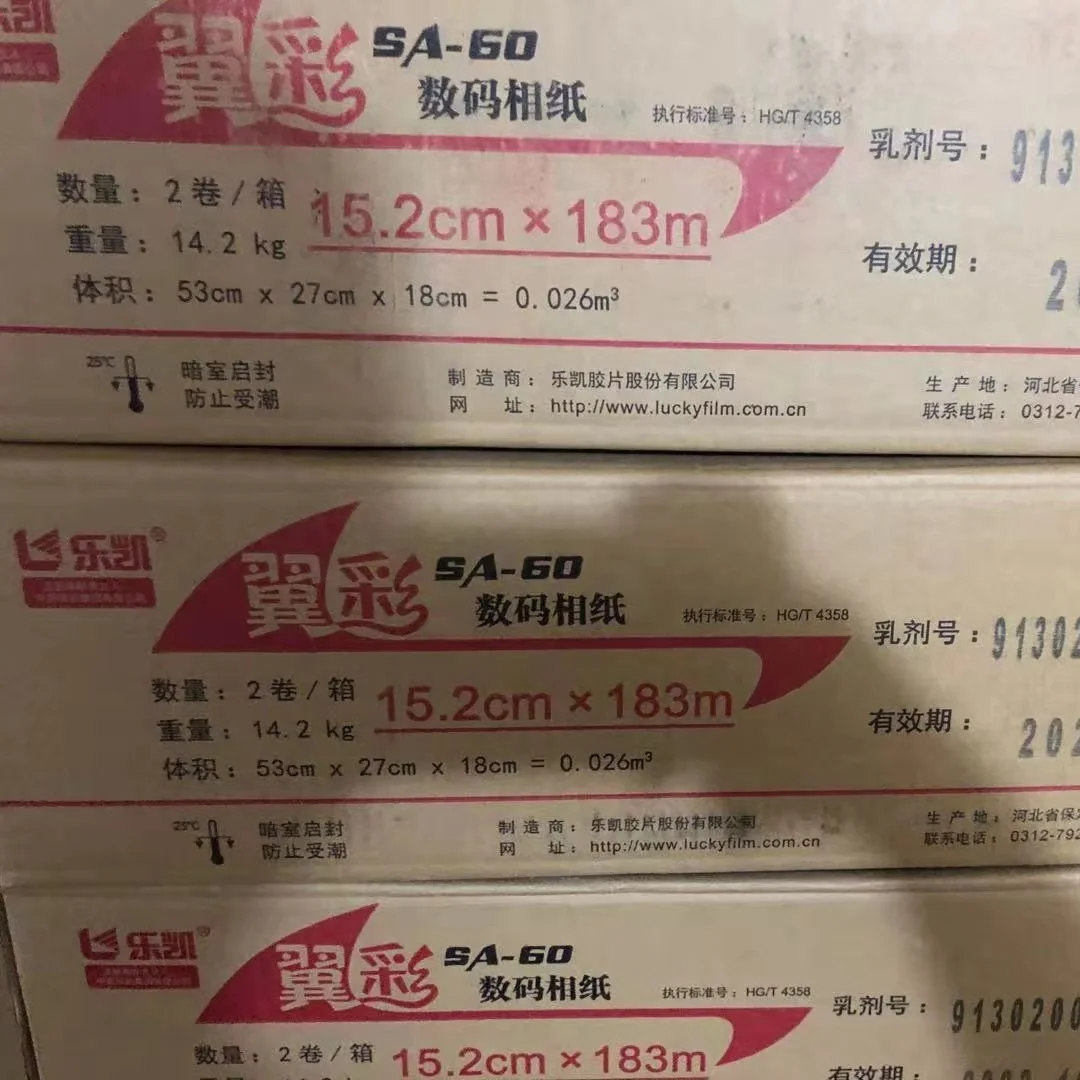 乐凯
翼彩 SA-60
数码相纸
执行标准号：HG/T 4358
乳剂号：913
数量：2卷/箱
15.2cm × 183m
重量：14.2 kg
有效期：2
体积：53cm x 27cm x 18cm = 0.026m³
25℃
暗室启封
防止受潮
制造商：乐凯胶片股份有限公司
网址：http://www.luckyfilm.com.cn
生产地：河北省
联系电话：0312-7
乐凯®
翼彩 SA-60
数码相纸
执行标准号：HG/T 4358
乳剂号：91302
数量：2卷/箱
15.2cm × 183m
重量：14.2 kg
有效期：202
体积：53cm x 27cm x 18cm = 0.026m³
25℃
暗室启封
防止受潮
制造商：乐凯胶片股份有限公司
网址：http://www.luckyfilm.com.cn
生产地：河北省保
联系电话：0312-792
乐凯®
翼彩 SA-60
数码相纸
执行标准号：HG/T 4358
乳剂号：9130200
数量：2卷/箱
15.2cm × 183m
有效期：